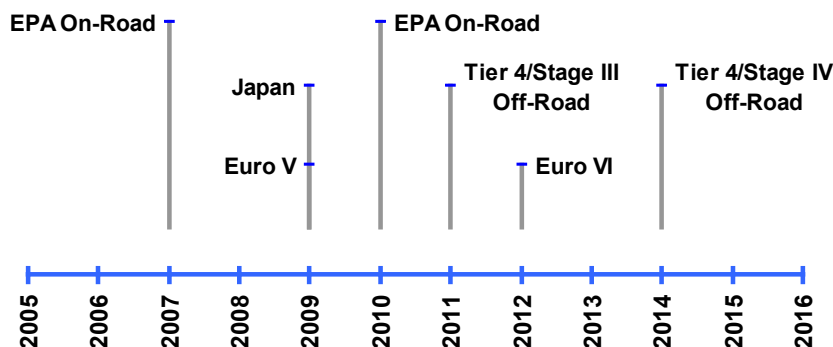 EPA On-Road
EPA On-Road
Japan
Tier 4/Stage III
Off-Road
Tier 4/Stage IV
Off-Road
Euro V
Euro VI
2005
2006
2007
2008
2009
2010
2011
2012
2013
2014
2015
2016